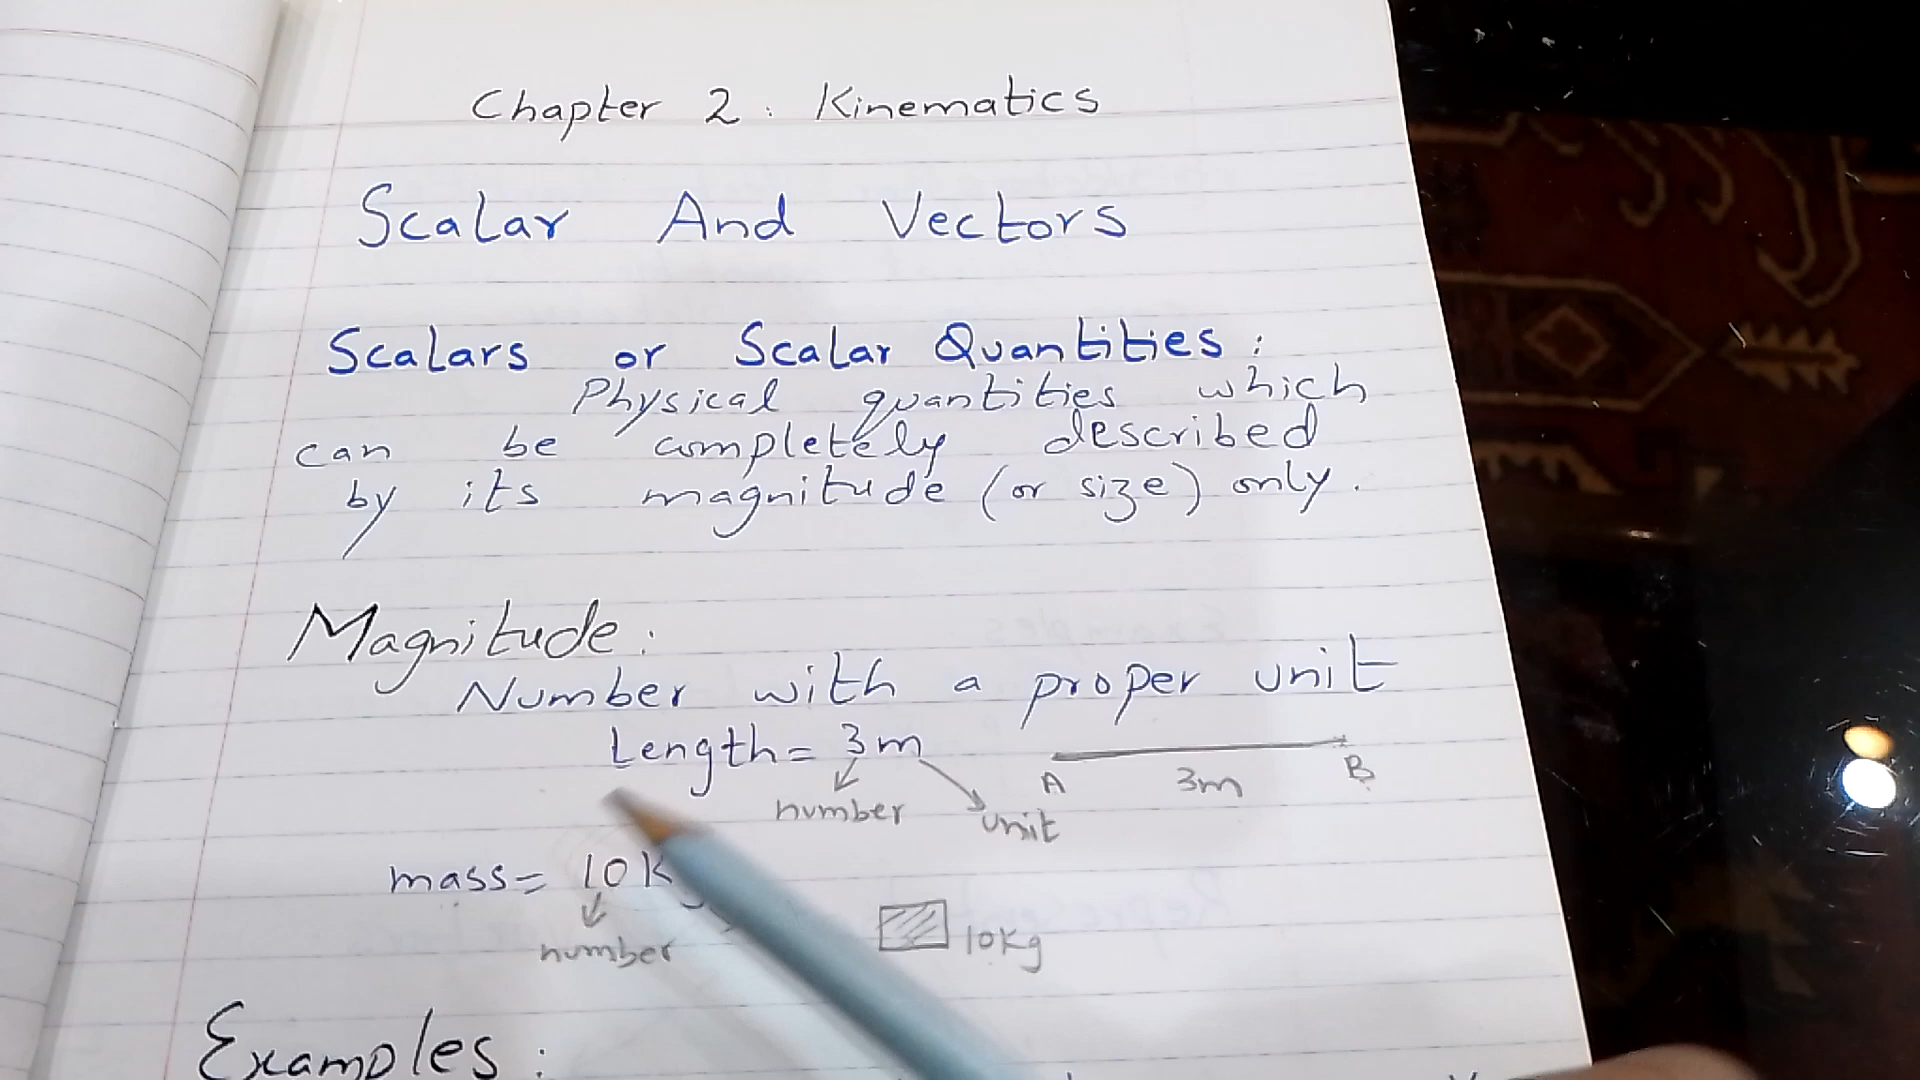 Chapter 2 : Kinematics
Scalar And Vectors
Scalars or Scalar Quantities :
Physical quantities which
can be completely described
by its magnitude (or size) only.
Magnitude :
Number with a proper unit
Length = 3m
A 3m B
number unit
mass = 10K
number
10Kg
Examples :